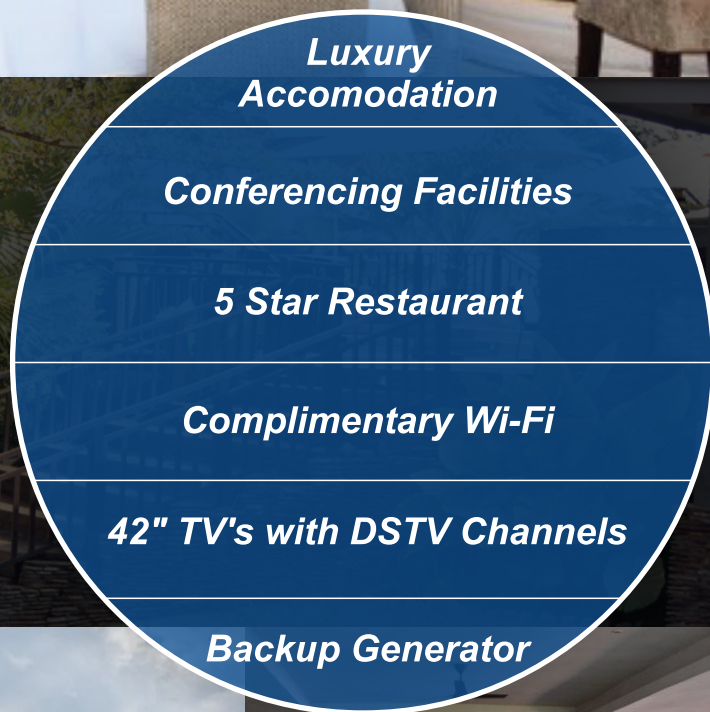 Luxury
Accomodation
Conferencing Facilities
5 Star Restaurant
Complimentary Wi-Fi
42" TV's with DSTV Channels
Backup Generator